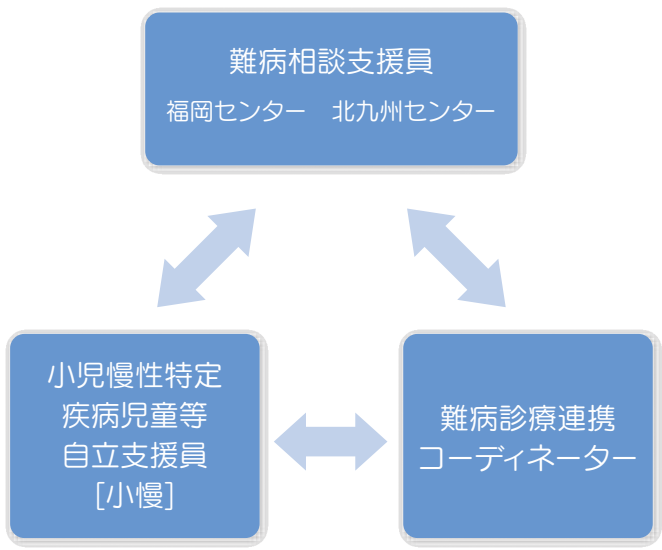 難病相談支援員
福岡センター　北九州センター
小児慢性特定
疾病児童等
自立支援員
[小慢]
難病診療連携
コーディネーター